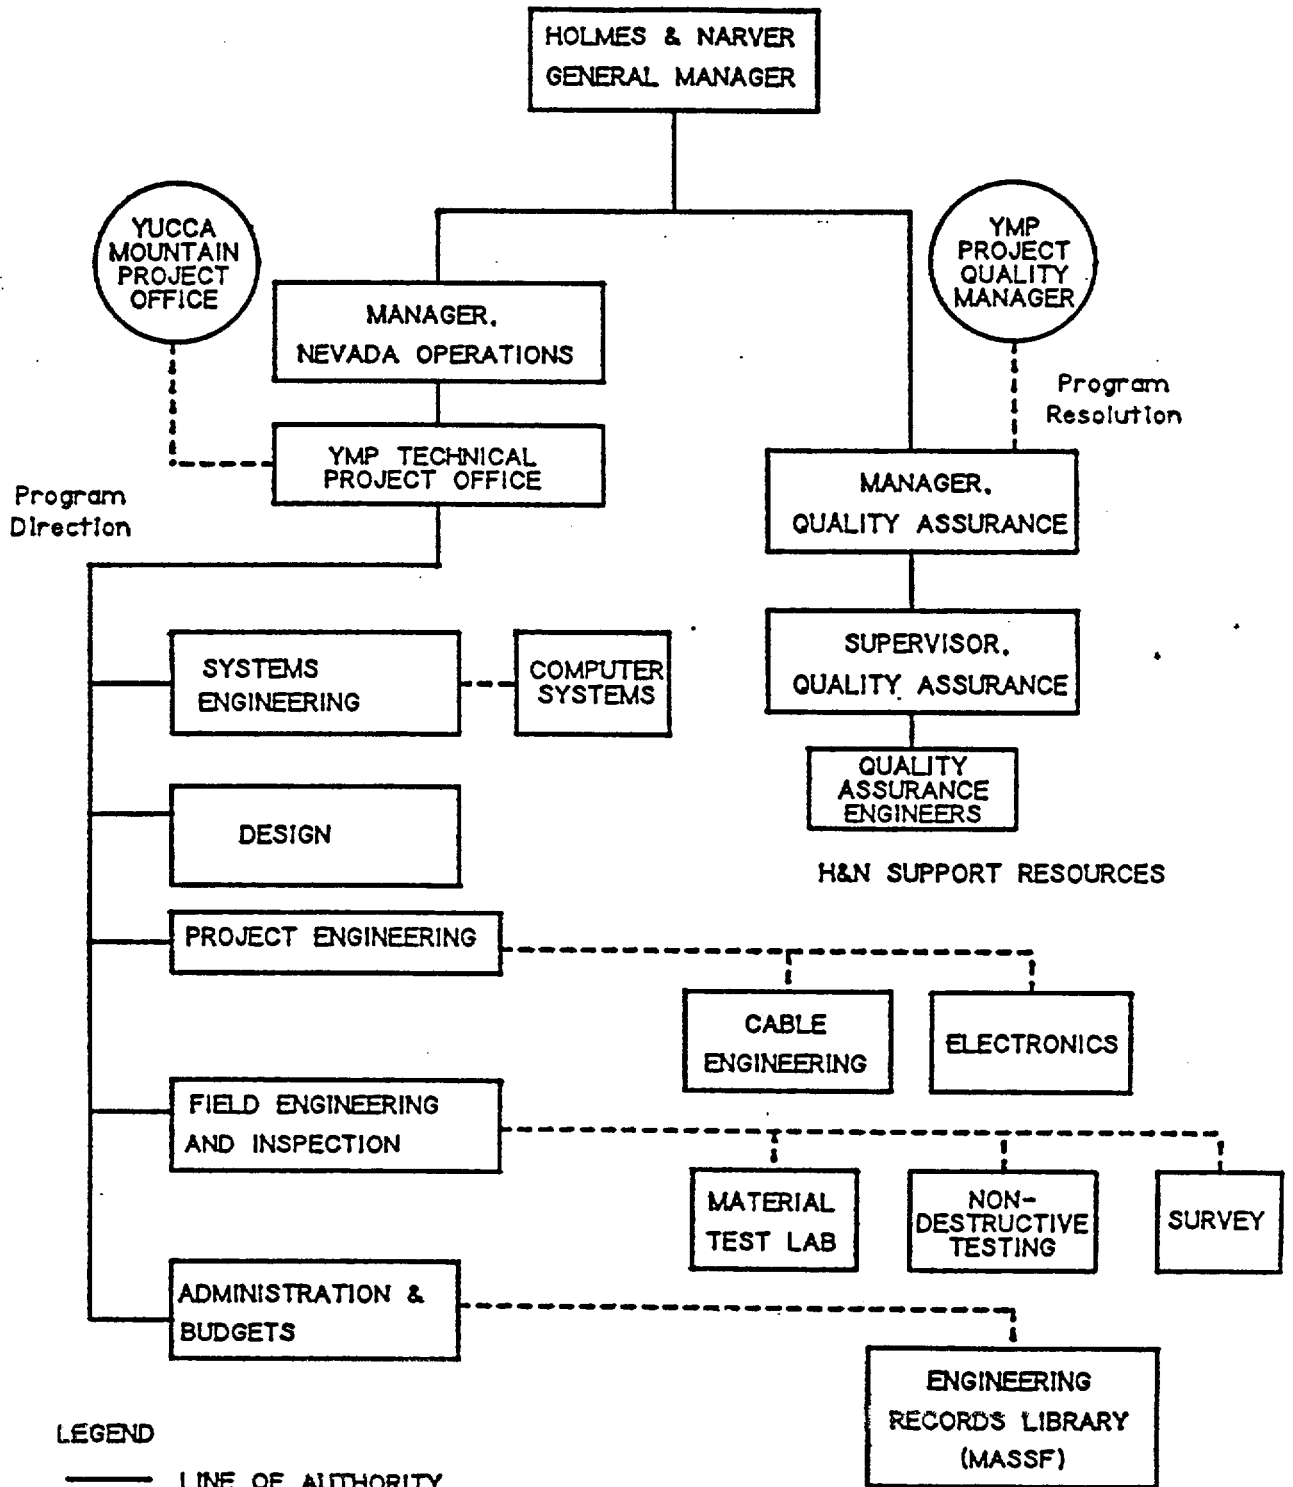 HOLMES & NARVER
GENERAL MANAGER
YUCCA
MOUNTAIN
PROJECT
OFFICE
YMP
PROJECT
QUALITY
MANAGER
MANAGER,
NEVADA OPERATIONS
Program
Resolution
YMP TECHNICAL
PROJECT OFFICE
Program
Direction
MANAGER,
QUALITY ASSURANCE
SYSTEMS
ENGINEERING
COMPUTER
SYSTEMS
SUPERVISOR,
QUALITY ASSURANCE
QUALITY
ASSURANCE
ENGINEERS
DESIGN
H&N SUPPORT RESOURCES
PROJECT ENGINEERING
CABLE
ENGINEERING
ELECTRONICS
FIELD ENGINEERING
AND INSPECTION
MATERIAL
TEST LAB
NON-
DESTRUCTIVE
TESTING
SURVEY
ADMINISTRATION &
BUDGETS
ENGINEERING
RECORDS LIBRARY
(MASSF)
LEGEND
LINE OF AUTHORITY